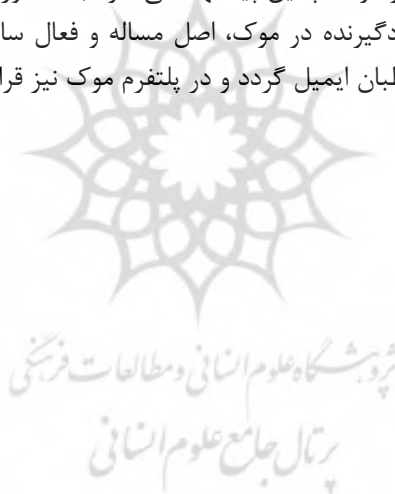 دگیرنده در موک، اصل مساله و فعال سا
لبان ایمیل گردد و در پلتفرم موک نیز قرا
پژوهشگاه علوم انسانی و مطالعات فرهنگی
پرتال جامع علوم انسانی